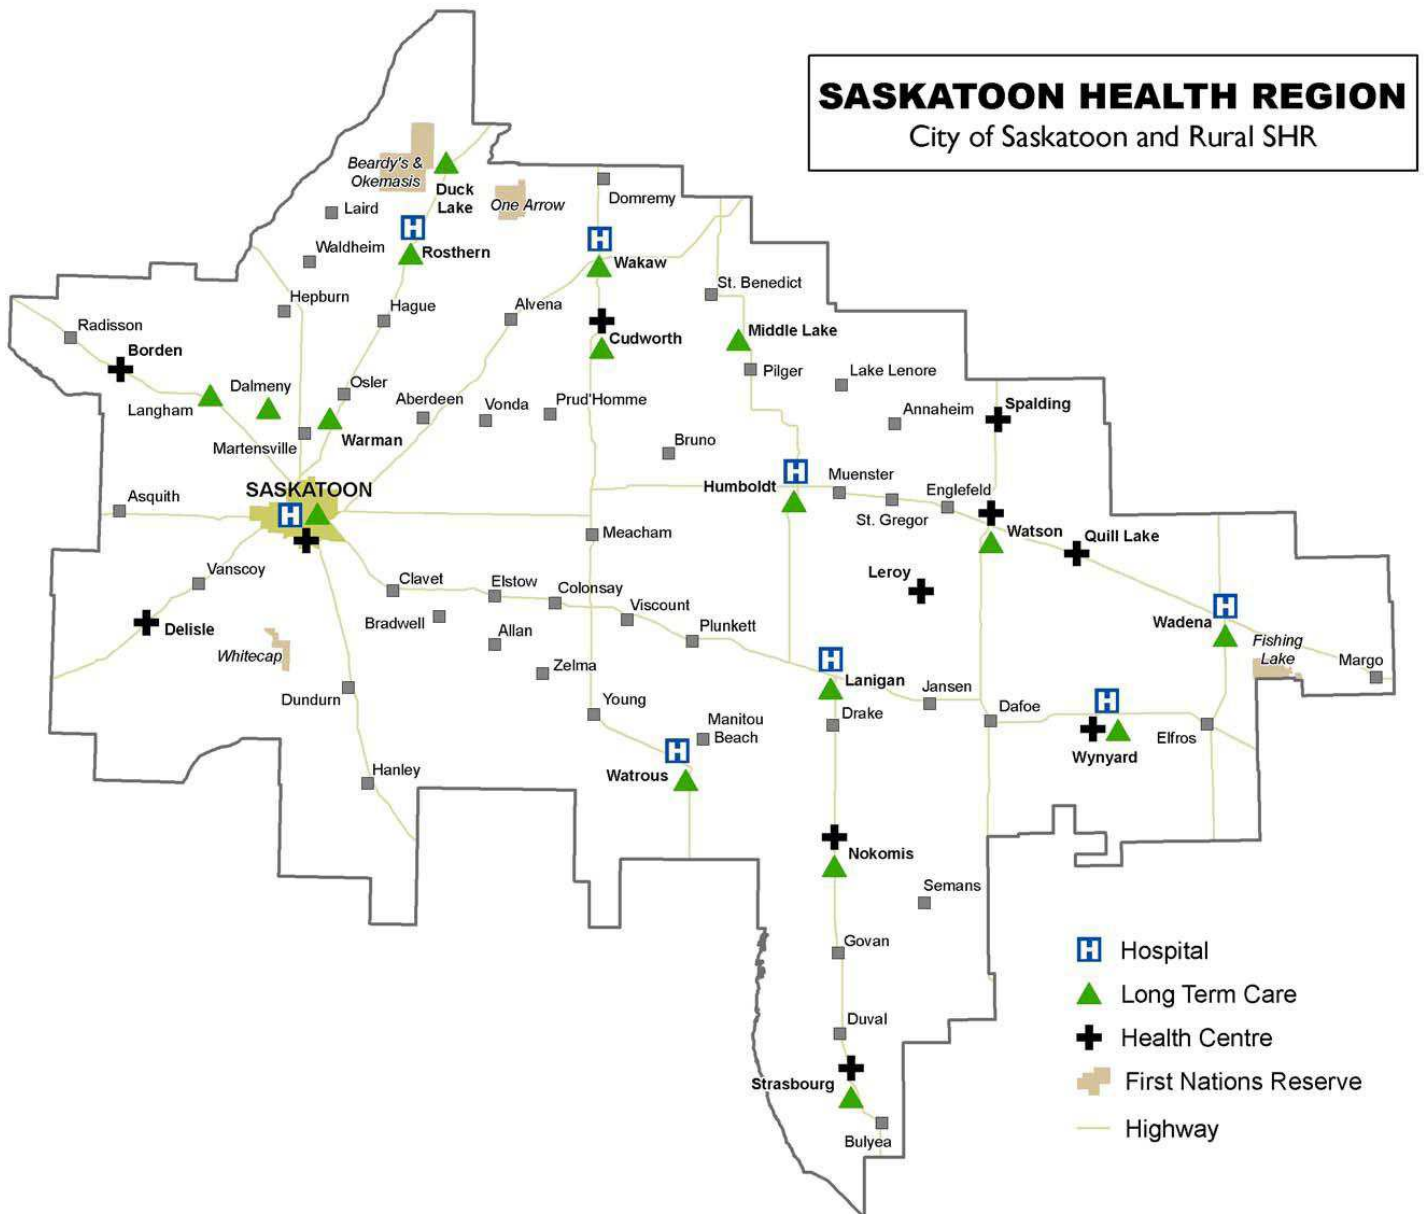 SASKATOON HEALTH REGION
City of Saskatoon and Rural SHR
Beardy's &
Okemasis
Duck
Lake
One Arrow
Domremy
Laird
Waldheim
Rosthern
Wakaw
Hepburn
Hague
Alvena
St. Benedict
Radisson
Borden
Cudworth
Middle Lake
Pilger
Lake Lenore
Dalmeny
Langham
Osler
Aberdeen
Vonda
Prud'Homme
Annaheim
Spalding
Martensville
Warman
Bruno
SASKATOON
Asquith
Humboldt
Muenster
St. Gregor
Englefeld
Watson
Quill Lake
Meacham
Vanscoy
Clavet
Elstow
Colonsay
Viscount
Leroy
Bradwell
Allan
Plunkett
Wadena
Delisle
Whitecap
Zelma
Fishing
Lake
Margo
Dundurn
Young
Lanigan
Jansen
Drake
Dafoe
Manitou
Beach
Elfros
Wynyard
Hanley
Watrous
Nokomis
Semans
Govan
Duval
Strasbourg
Bulyea
H Hospital
Long Term Care
Health Centre
First Nations Reserve
Highway